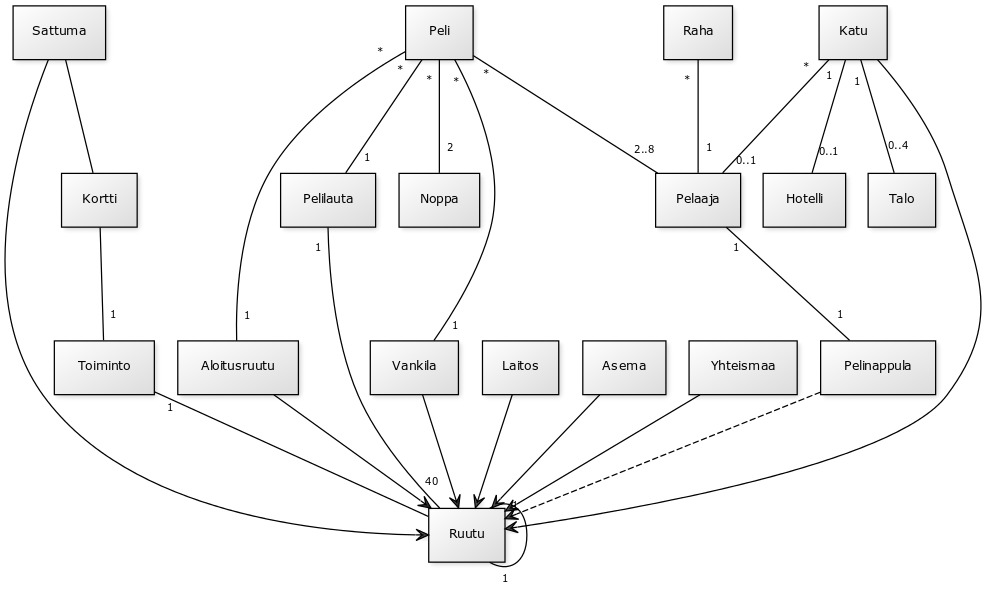 Sattuma
Peli
Raha
Katu
*
*
*
*
*
*
*
1
1
1
2
2..8
1
0..1
0..1
0..4
Kortti
Pelilauta
Noppa
Pelaaja
Hotelli
Talo
1
1
1
1
1
1
Toiminto
Aloitusruutu
Vankila
Laitos
Asema
Yhteismaa
Pelinappula
1
40
Ruutu
1